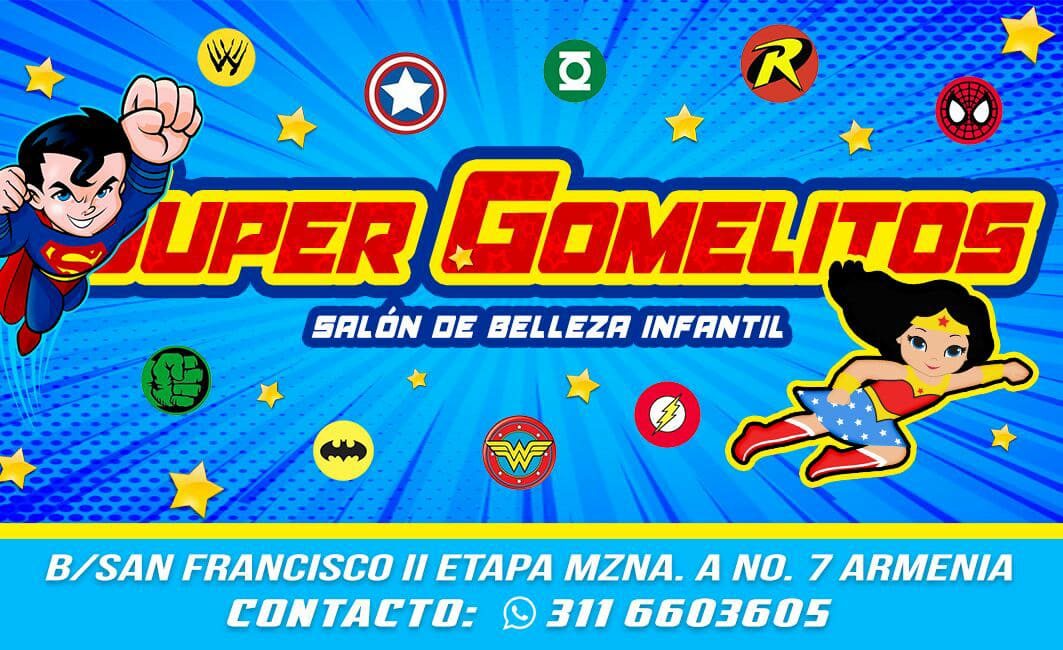 SUPER GOMELITOS
SALÓN DE BELLEZA INFANTIL
B/SAN FRANCISCO II ETAPA MZNA. A NO. 7 ARMENIA
CONTACTO: 311 6603605